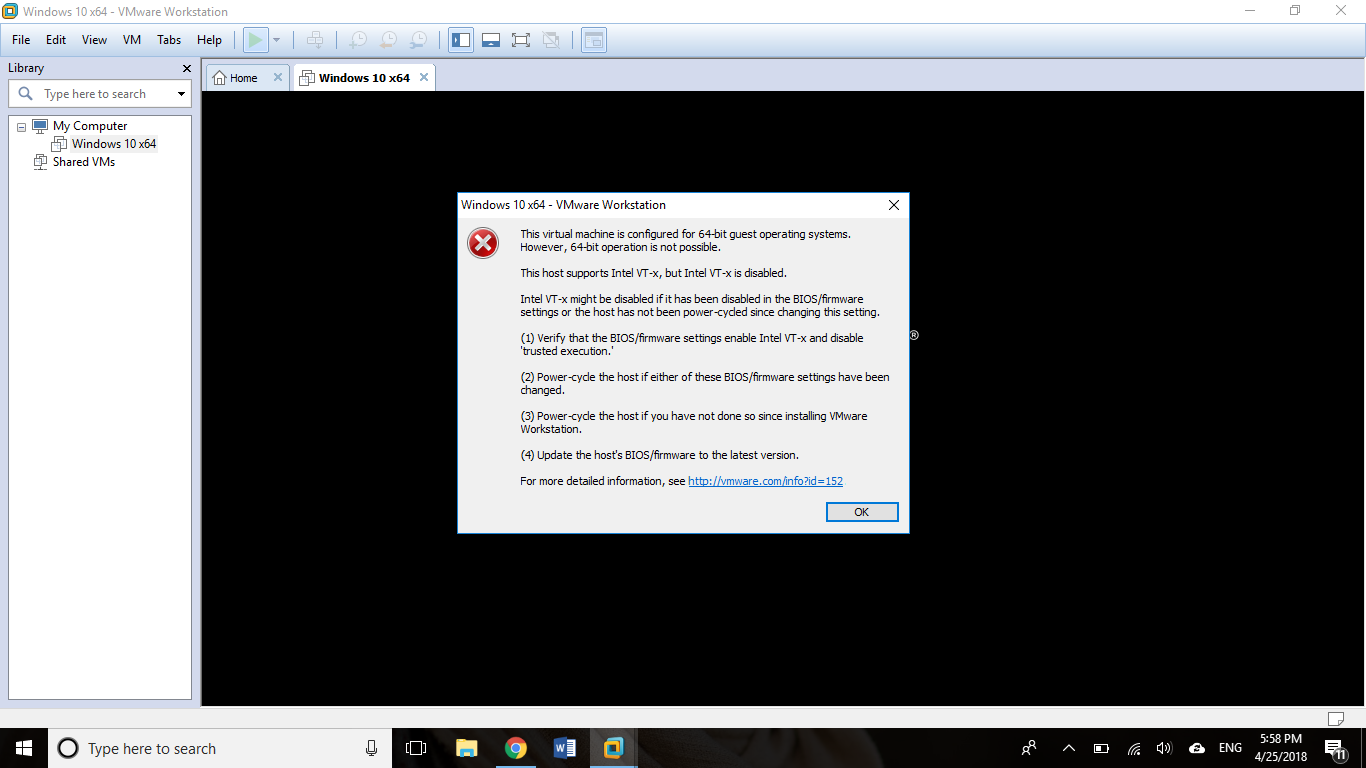 Windows 10 x64 - VMware Workstation
File Edit View VM Tabs Help
Library
Type here to search
My Computer
Windows 10 x64
Shared VMs
Home
Windows 10 x64
Windows 10 x64 - VMware Workstation
This virtual machine is configured for 64-bit guest operating systems.
However, 64-bit operation is not possible.
This host supports Intel VT-x, but Intel VT-x is disabled.
Intel VT-x might be disabled if it has been disabled in the BIOS/firmware
settings or the host has not been power-cycled since changing this setting.
(1) Verify that the BIOS/firmware settings enable Intel VT-x and disable
'trusted execution.'
(2) Power-cycle the host if either of these BIOS/firmware settings have been
changed.
(3) Power-cycle the host if you have not done so since installing VMware
Workstation.
(4) Update the host's BIOS/firmware to the latest version.
For more detailed information, see http://vmware.com/info?id=152
OK
®
Type here to search
ENG
5:58 PM
4/25/2018
11